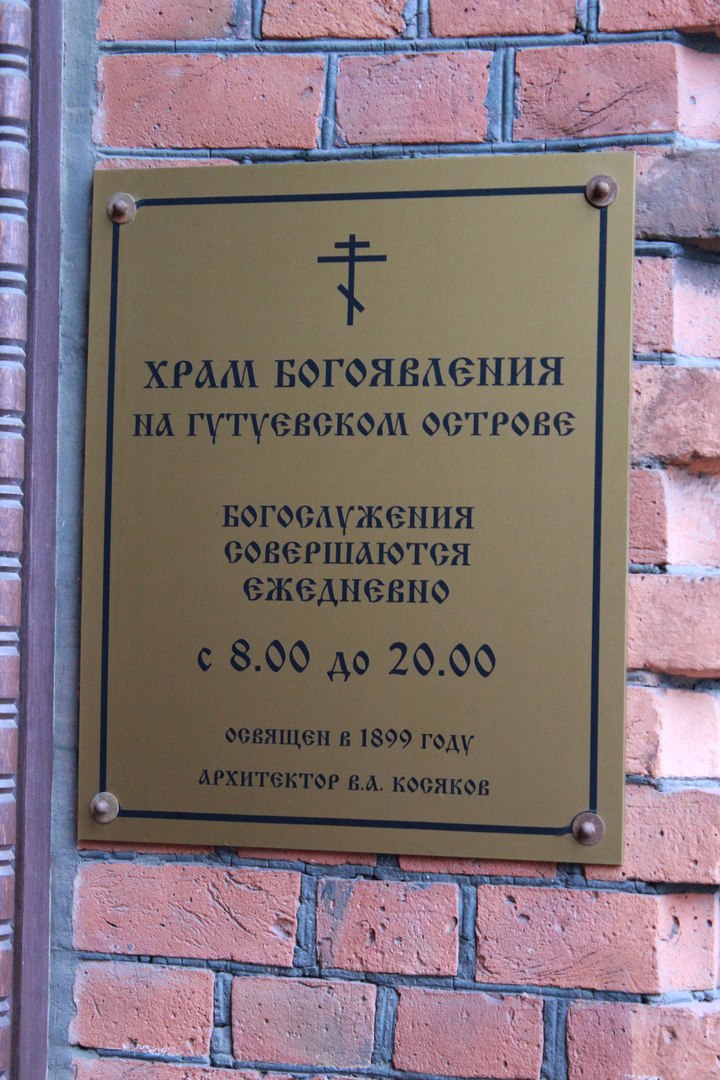 ХРАМ БОГОЯВЛЕНИЯ
НА ГУТУЕВСКОМ ОСТРОВЕ
БОГОСЛУЖЕНИЯ
СОВЕРШАЮТСЯ
ЕЖЕДНЕВНО
с 8.00 до 20.00
ОСВЯЩЕН В 1899 ГОДУ
АРХИТЕКТОР В.А. КОСЯКОВ